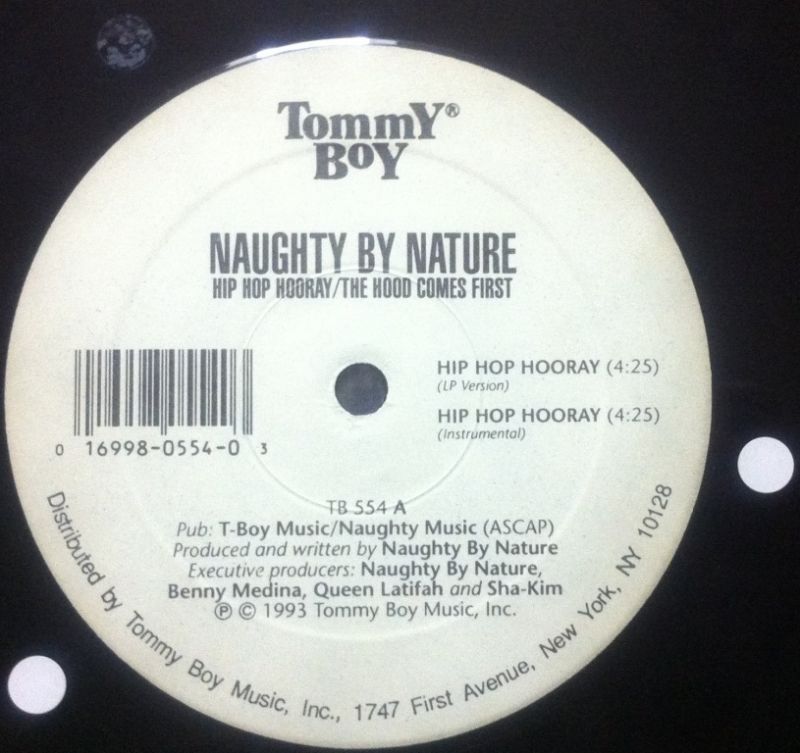 TommY®
BoY
NAUGHTY BY NATURE
HIP HOP HOORAY/THE HOOD COMES FIRST
HIP HOP HOORAY (4:25)
(LP Version)
HIP HOP HOORAY (4:25)
(Instrumental)
0 16998-0554-0 3
TB 554 A
Pub: T-Boy Music/Naughty Music (ASCAP)
Produced and written by Naughty By Nature
Executive producers: Naughty By Nature,
Benny Medina, Queen Latifah and Sha-Kim
℗ © 1993 Tommy Boy Music, Inc.
Distributed by Tommy Boy Music, Inc., 1747 First Avenue, New York, NY 10128